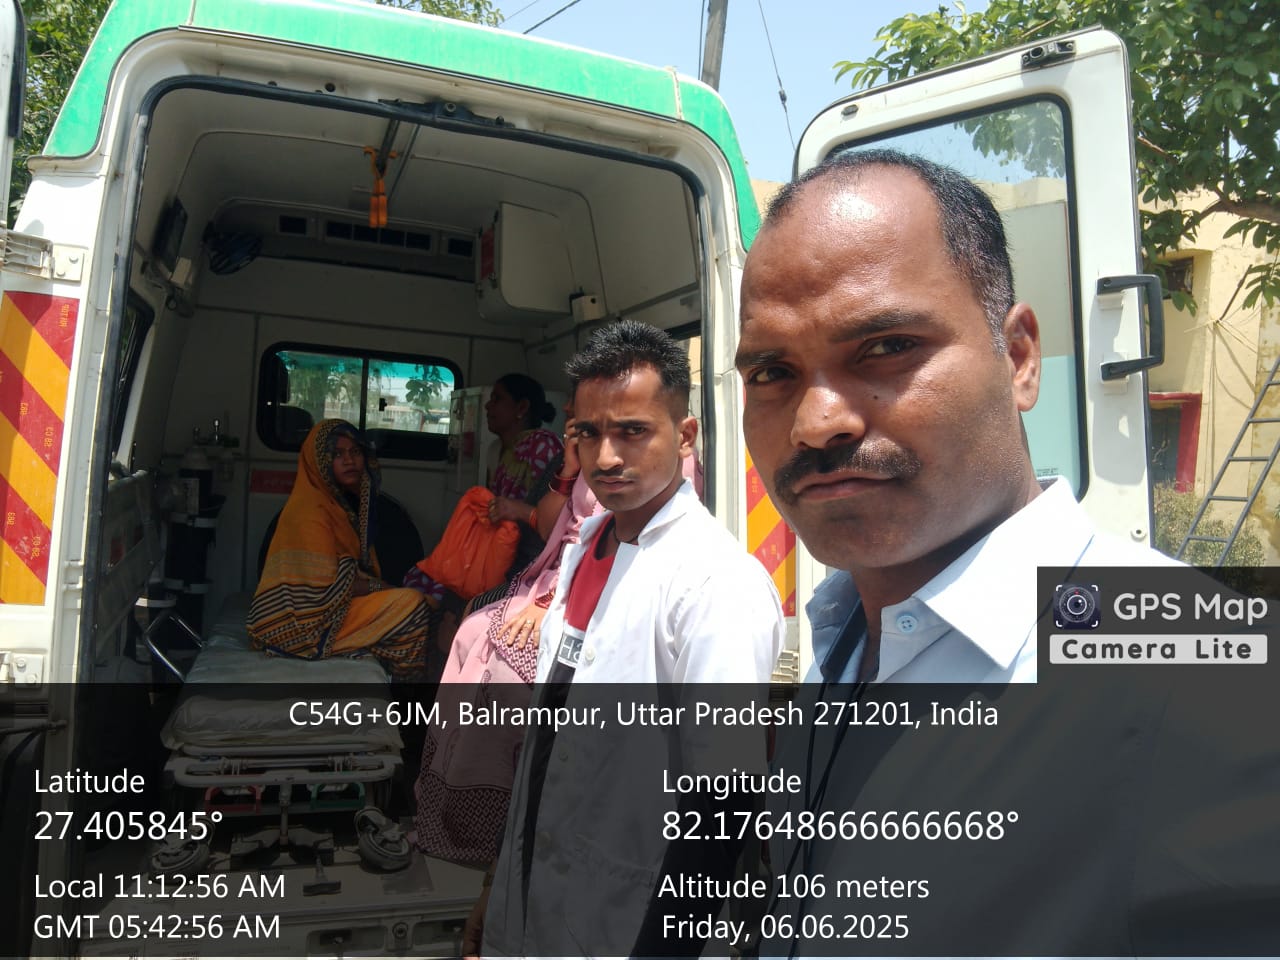 GPS Map
Camera Lite
C54G+6JM, Balrampur, Uttar Pradesh 271201, India
Latitude
27.405845°
Longitude
82.17648666666668°
Local 11:12:56 AM
GMT 05:42:56 AM
Altitude 106 meters
Friday, 06.06.2025